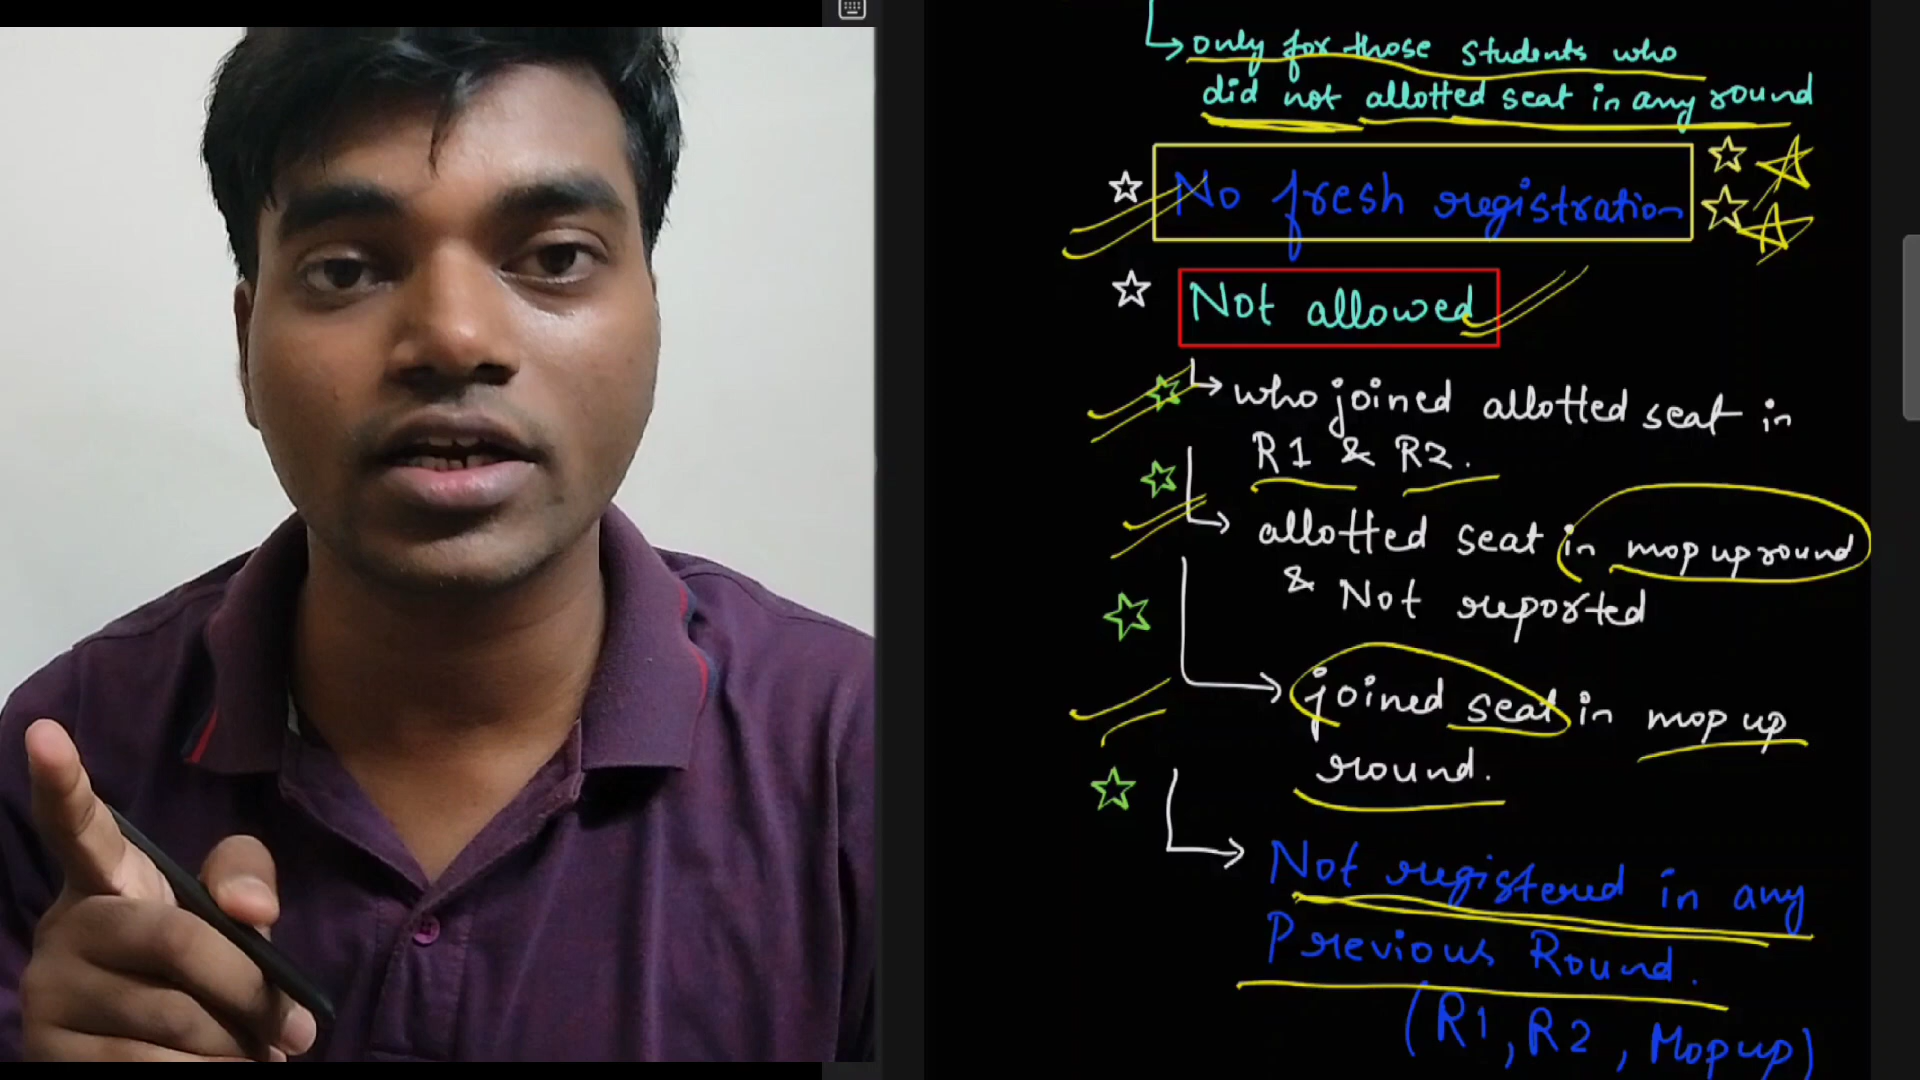 only for those students who
did not allotted seat in any round
No fresh registration
Not allowed
who joined allotted seat in
R1 & R2.
allotted seat in mop up round
& Not reported
joined seat in mop up
round.
Not registered in any
Previous Round.
(R1, R2, Mopup)